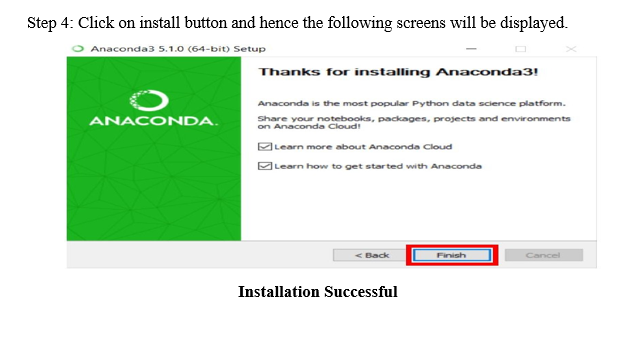 Step 4: Click on install button and hence the following screens will be displayed.
Anaconda3 5.1.0 (64-bit) Setup
ANACONDA.
Thanks for installing Anaconda3!
Anaconda is the most popular Python data science platform.
Share your notebooks, packages, projects and environments
on Anaconda Cloud!
Learn more about Anaconda Cloud
Learn how to get started with Anaconda
< Back
Finish
Cancel
Installation Successful